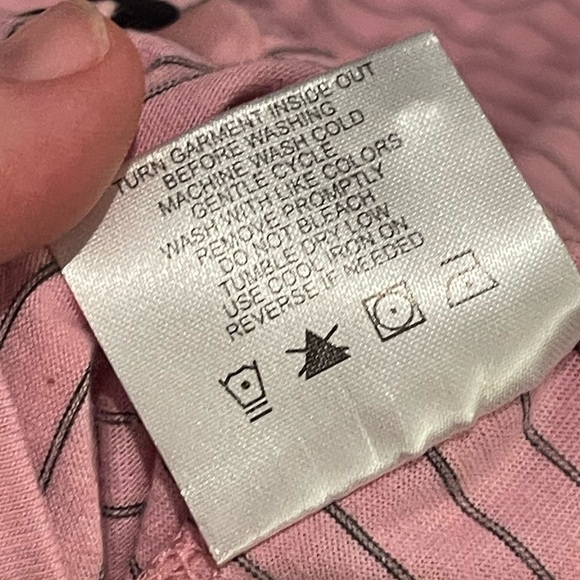 TURN GARMENT INSIDE OUT
BEFORE WASHING
MACHINE WASH COLD
GENTLE CYCLE
WASH WITH LIKE COLORS
REMOVE PROMPTLY
DO NOT BLEACH
TUMBLE DRY LOW
USE COOL IRON ON
REVERSE IF NEEDED